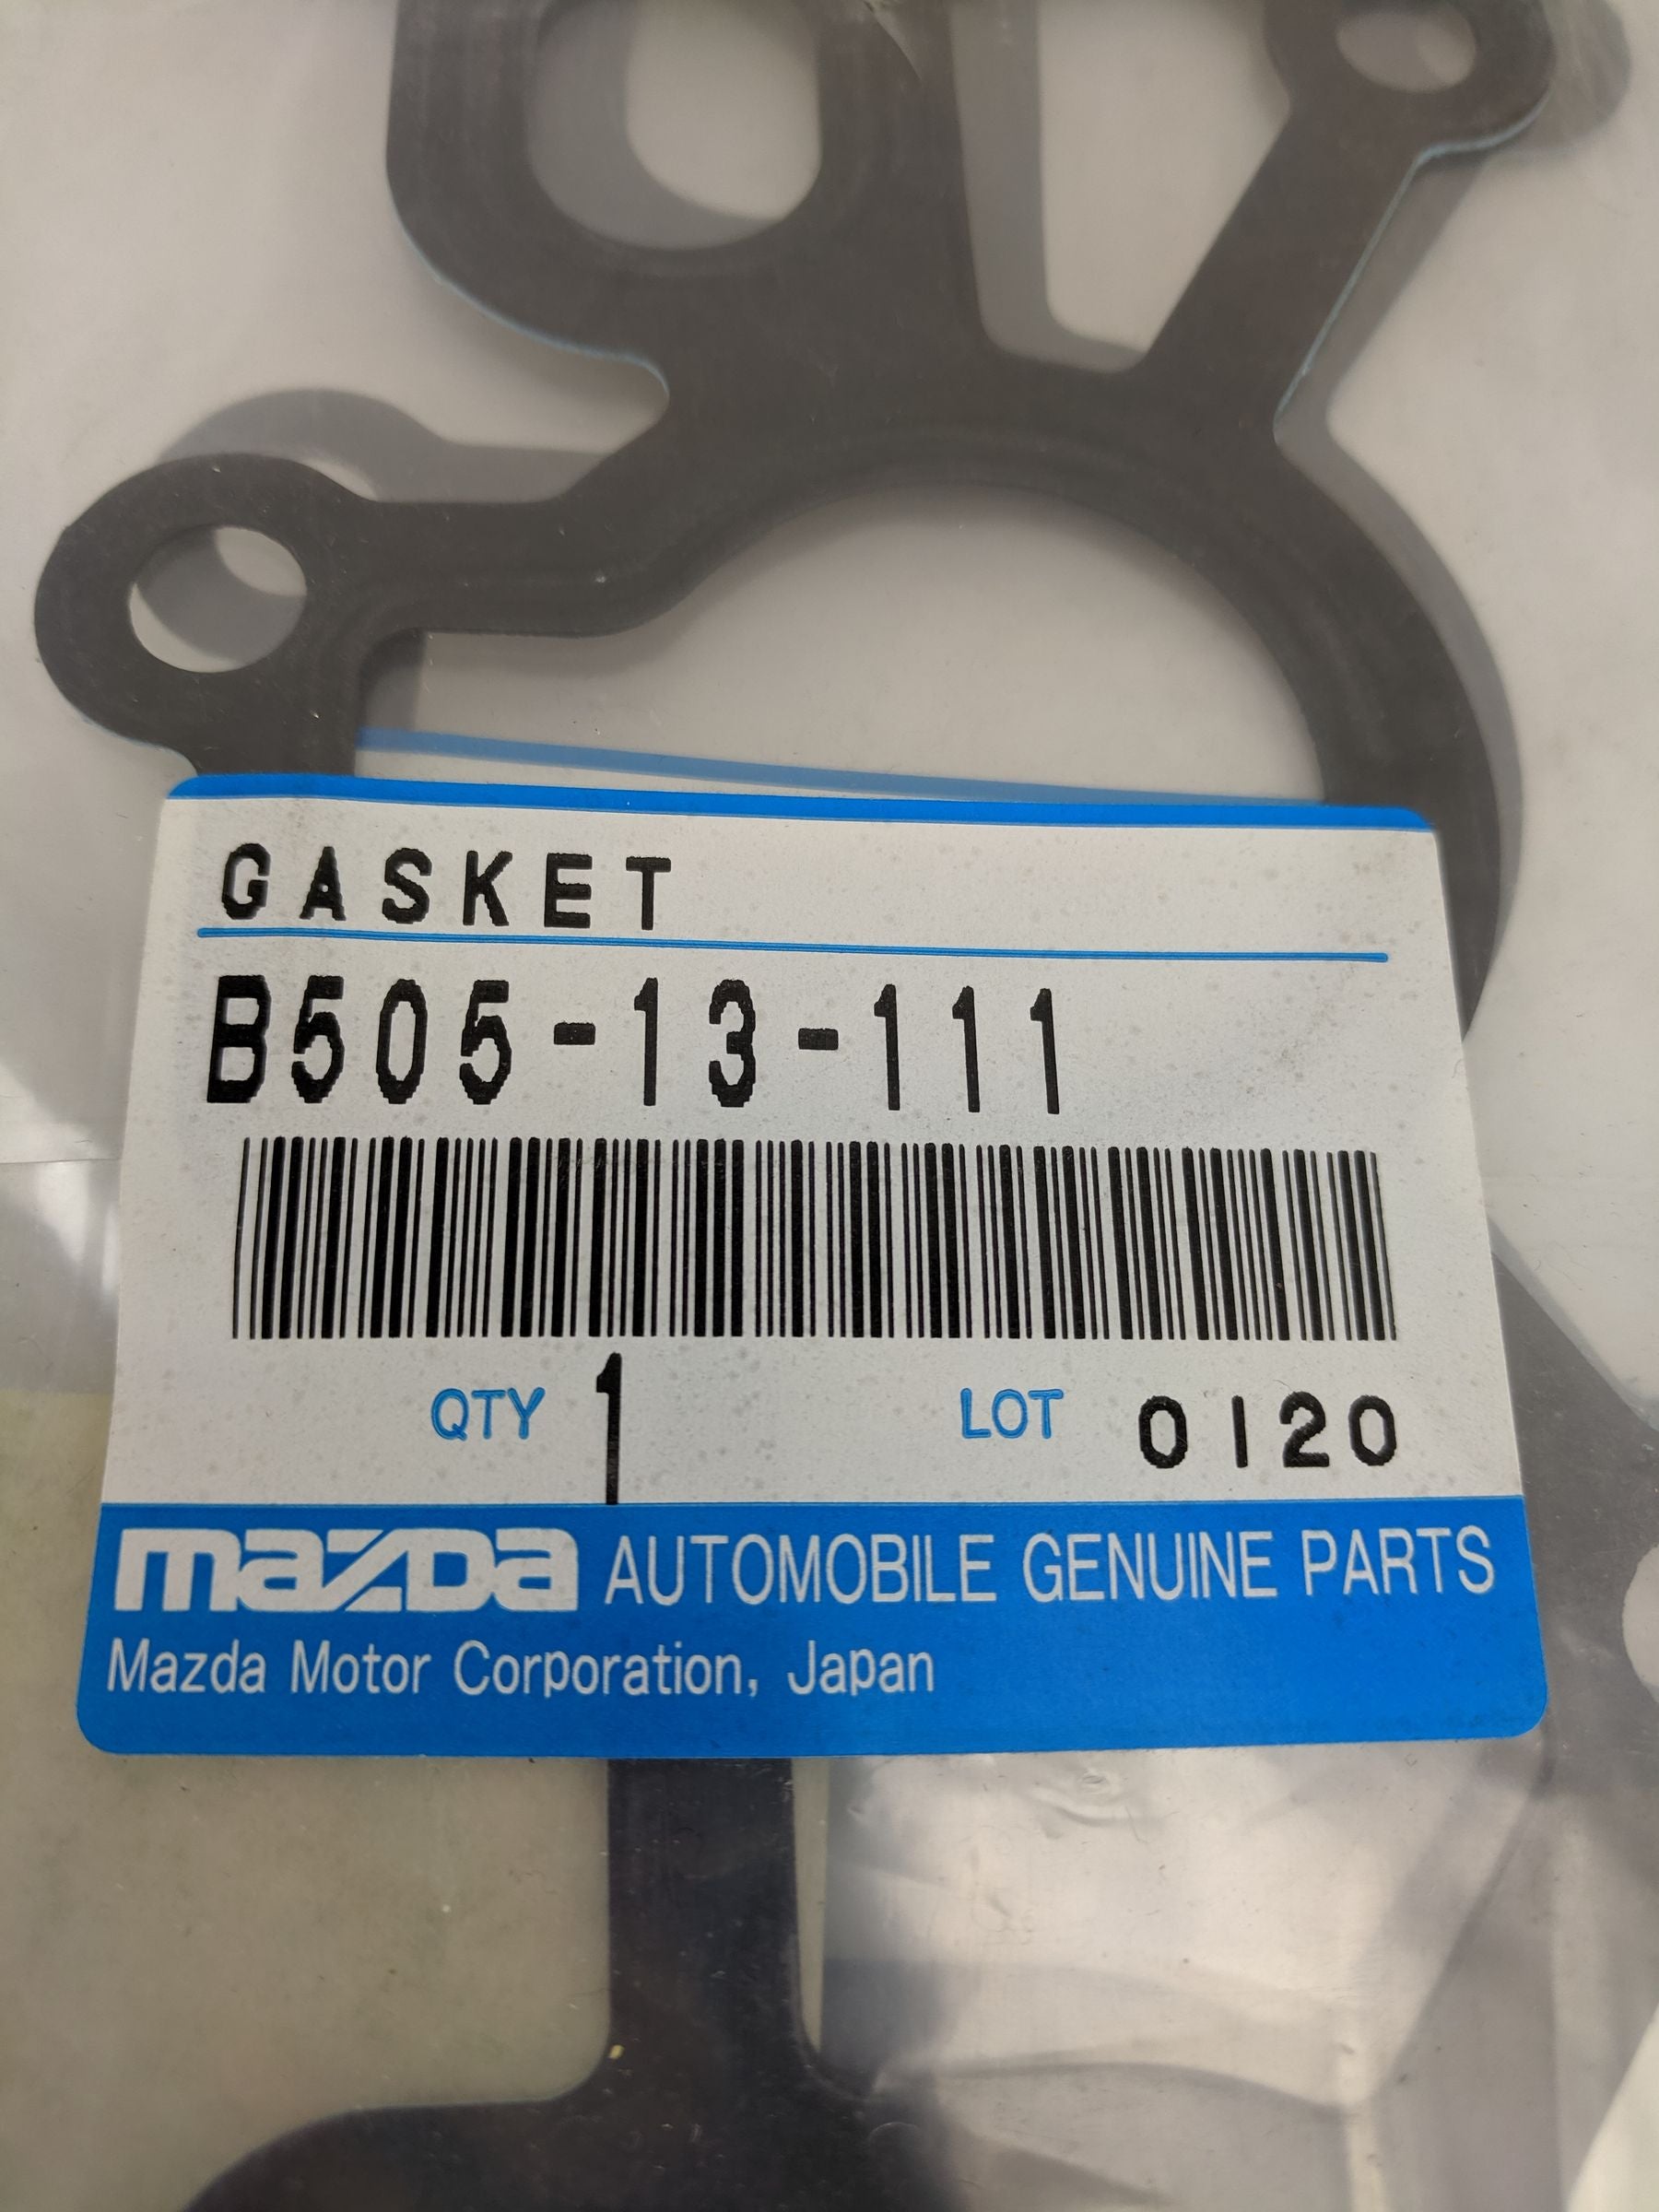 GASKET
B505-13-111
QTY 1 LOT 0120
mazda AUTOMOBILE GENUINE PARTS
Mazda Motor Corporation, Japan